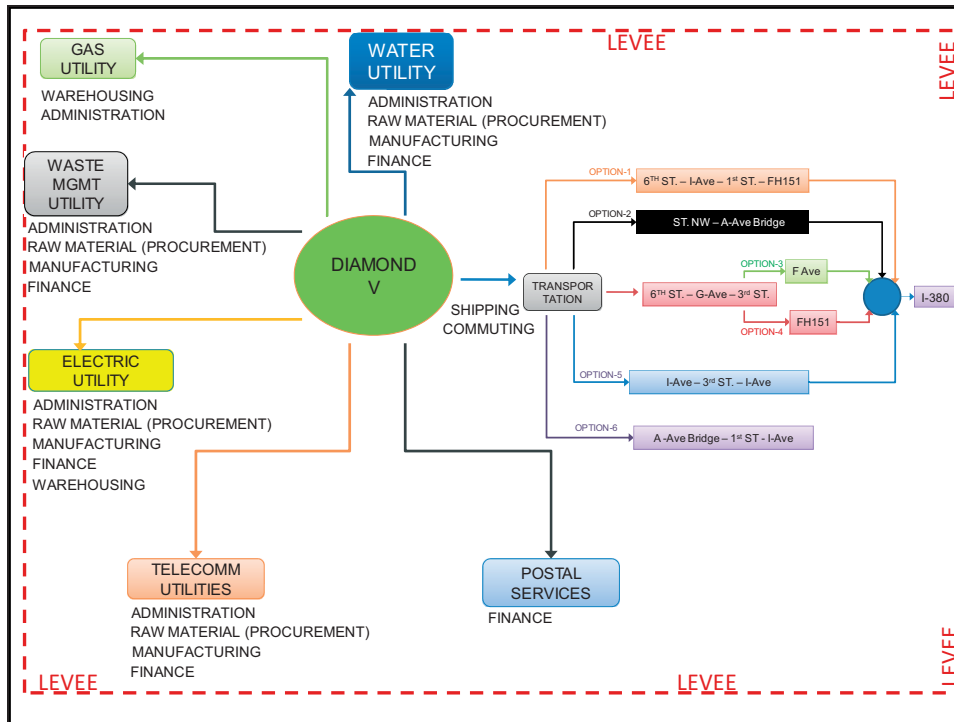 LEVEE
LEVEE
GAS
UTILITY
WAREHOUSING
ADMINISTRATION
WATER
UTILITY
ADMINISTRATION
RAW MATERIAL (PROCUREMENT)
MANUFACTURING
FINANCE
WASTE
MGMT
UTILITY
ADMINISTRATION
RAW MATERIAL (PROCUREMENT)
MANUFACTURING
FINANCE
DIAMOND
V
SHIPPING
COMMUTING
TRANSPOR
TATION
OPTION-1
6TH ST. – I-Ave – 1st ST. – FH151
OPTION-2
ST. NW – A-Ave Bridge
6TH ST. – G-Ave – 3rd ST.
OPTION-3
F Ave
OPTION-4
FH151
I-380
OPTION-5
I-Ave – 3rd ST. – I-Ave
OPTION-6
A -Ave Bridge – 1st ST - I-Ave
ELECTRIC
UTILITY
ADMINISTRATION
RAW MATERIAL (PROCUREMENT)
MANUFACTURING
FINANCE
WAREHOUSING
TELECOMM
UTILITIES
ADMINISTRATION
RAW MATERIAL (PROCUREMENT)
MANUFACTURING
FINANCE
POSTAL
SERVICES
FINANCE
LEVEE
LEVEE
LEVEE